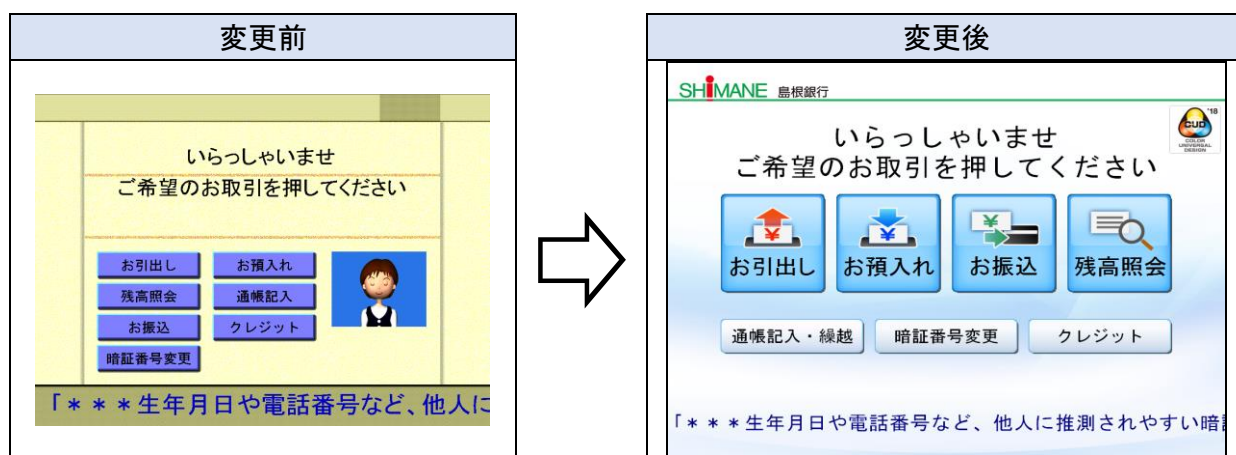 変更前
いらっしゃいませ
ご希望のお取引を押してください
お引出し
お預入れ
残高照会
通帳記入
お振込
クレジット
暗証番号変更
「＊＊＊生年月日や電話番号など、他人に
変更後
SHiMANE 島根銀行
CUD
'18
COLOR
UNIVERSAL
DESIGN
いらっしゃいませ
ご希望のお取引を押してください
お引出し
お預入れ
お振込
残高照会
通帳記入・繰越
暗証番号変更
クレジット
「＊＊＊生年月日や電話番号など、他人に推測されやすい暗